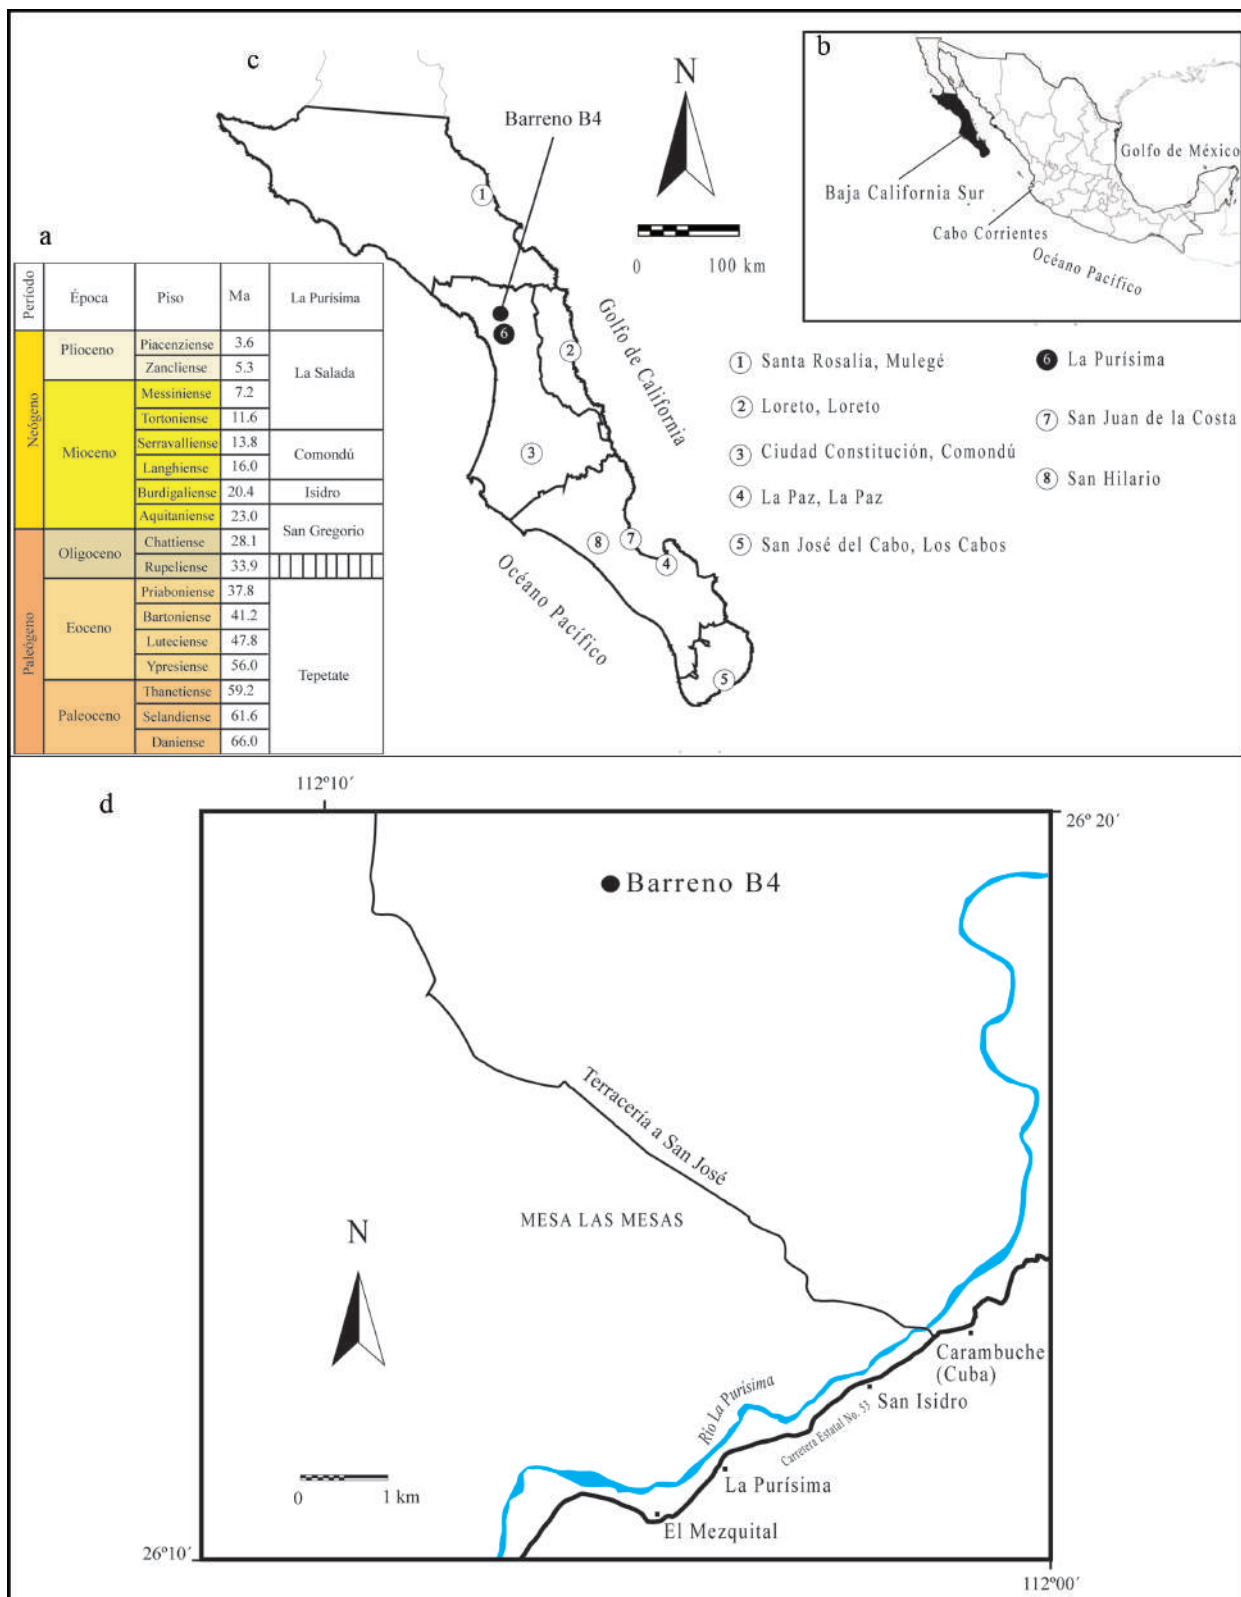 c
Barreno B4
N
0 100 km
1
2
3
6
7
8
4
5
Golfo de California
Océano Pacífico
b
Golfo de México
Baja California Sur
Cabo Corrientes
Océano Pacífico
1 Santa Rosalía, Mulegé
2 Loreto, Loreto
3 Ciudad Constitución, Comondú
4 La Paz, La Paz
5 San José del Cabo, Los Cabos
6 La Purísima
7 San Juan de la Costa
8 San Hilario
a
Período Época Piso Ma La Purísima
Neógeno
Plioceno
Piacenziense 3.6
Zancliense 5.3
La Salada
Mioceno
Messiniense 7.2
Tortoniense 11.6
Serravalliense 13.8
Comondú
Langhiense 16.0
Burdigaliense 20.4 Isidro
Aquitaniense 23.0
San Gregorio
Paleógeno
Oligoceno
Chattiense 28.1
Rupeliense 33.9
Eoceno
Priaboniense 37.8
Bartoniense 41.2
Luteciense 47.8
Ypresiense 56.0
Tepetate
Paleoceno
Thanetiense 59.2
Selandiense 61.6
Daniense 66.0
d
112º10´
26º 20´
Barreno B4
Terracería a San José
MESA LAS MESAS
N
Carambuche
(Cuba)
San Isidro
Rio La Purísima
Carretera Estatal No. 53
La Purísima
El Mezquital
0 1 km
26º10´
112º00´